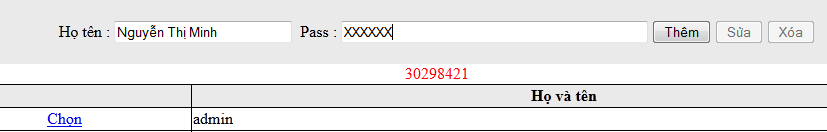 Họ tên : Nguyễn Thị Minh Pass : XXXXXX Thêm Sửa Xóa
30298421
Họ và tên
Chọn admin